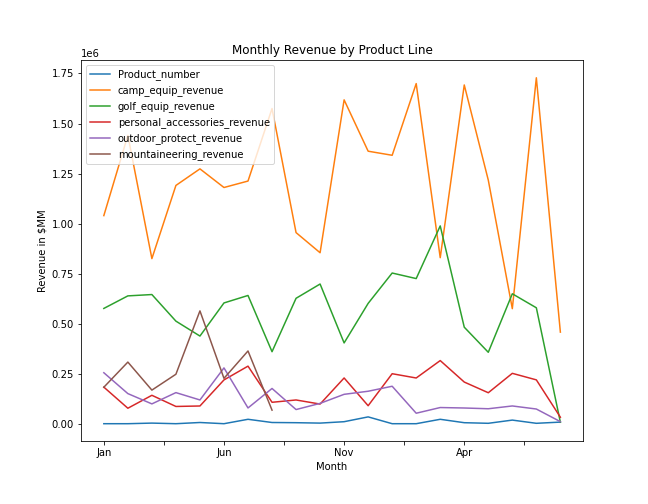 Monthly Revenue by Product Line
1e6
Product_number
camp_equip_revenue
golf_equip_revenue
personal_accessories_revenue
outdoor_protect_revenue
mountaineering_revenue
1.75
1.50
1.25
1.00
0.75
0.50
0.25
0.00
Revenue in $MM
Jan
Jun
Nov
Apr
Month